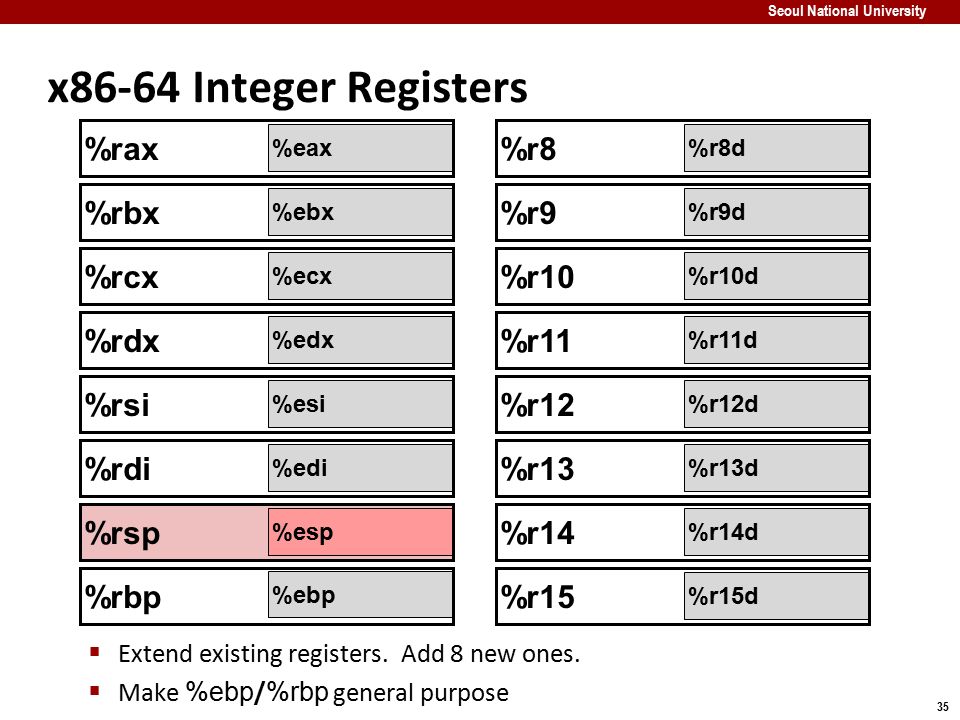 Seoul National University
x86-64 Integer Registers
%rax %eax
%rbx %ebx
%rcx %ecx
%rdx %edx
%rsi %esi
%rdi %edi
%rsp %esp
%rbp %ebp
%r8 %r8d
%r9 %r9d
%r10 %r10d
%r11 %r11d
%r12 %r12d
%r13 %r13d
%r14 %r14d
%r15 %r15d
▪ Extend existing registers. Add 8 new ones.
▪ Make %ebp/%rbp general purpose
35